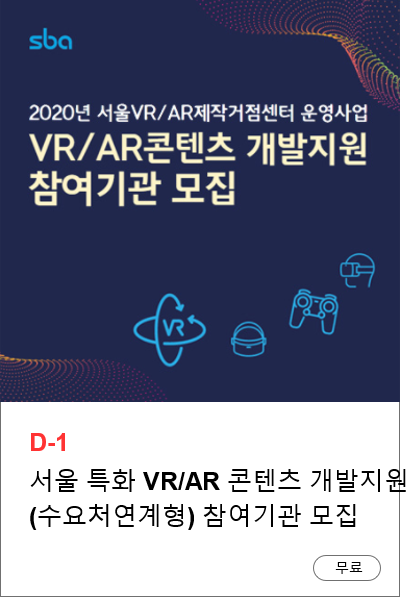 sba
2020년 서울VR/AR제작거점센터 운영사업
VR/AR콘텐츠 개발지원
참여기관 모집
VR
D-1
서울 특화 VR/AR 콘텐츠 개발지원
(수요처연계형) 참여기관 모집
무료